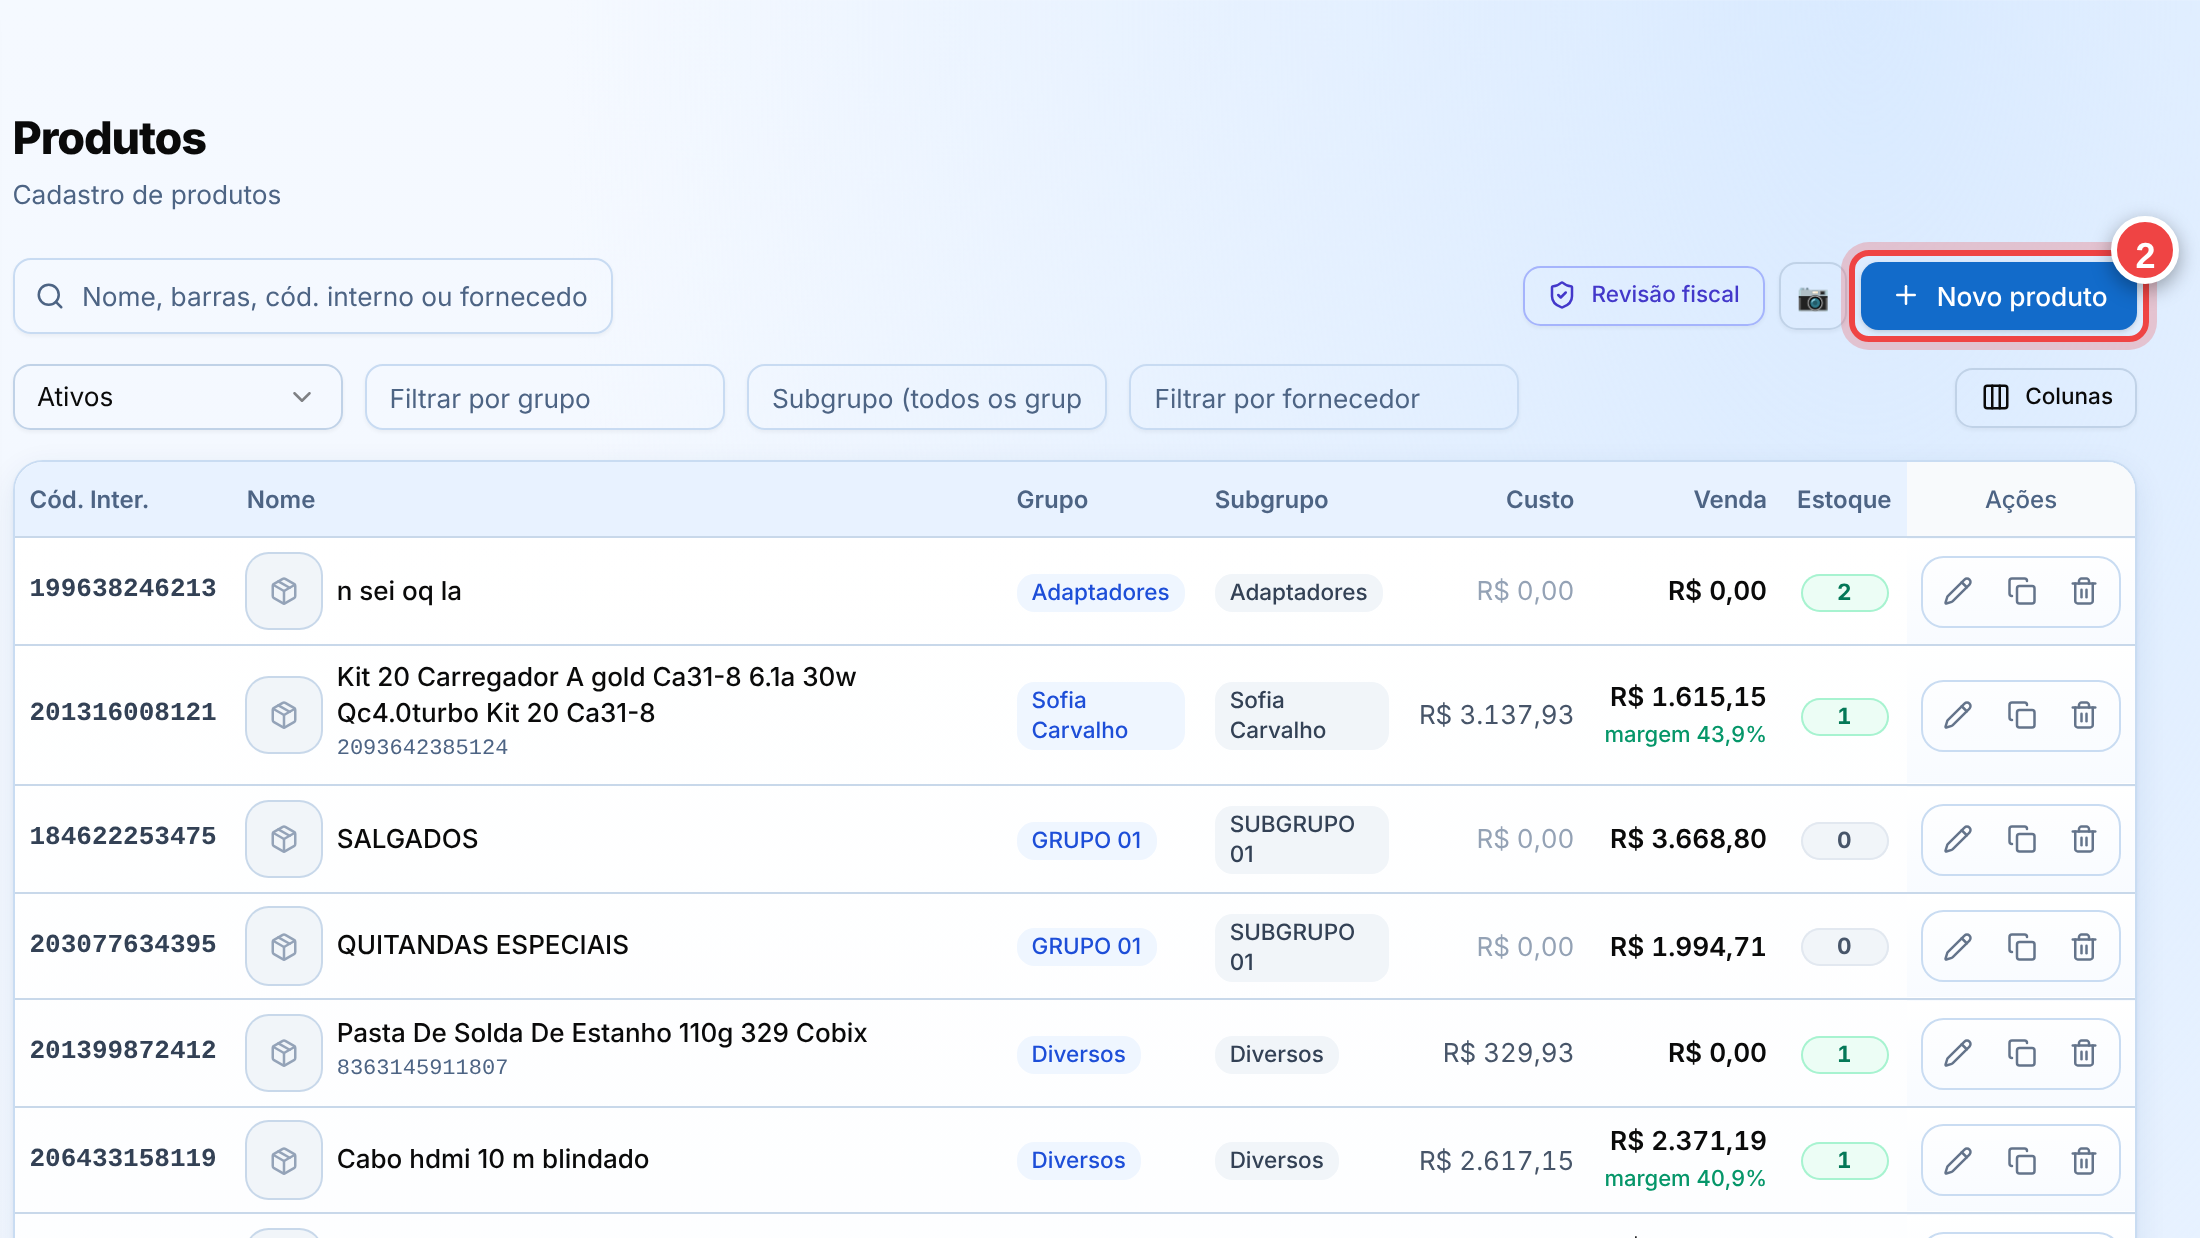 Produtos
Cadastro de produtos
Nome, barras, cód. interno ou fornecedo
Revisão fiscal
Novo produto
2
Ativos
Filtrar por grupo
Subgrupo (todos os grup
Filtrar por fornecedor
Colunas
Cód. Inter. Nome Grupo Subgrupo Custo Venda Estoque Ações
199638246213 n sei oq la Adaptadores Adaptadores R$ 0,00 R$ 0,00 2
201316008121
Kit 20 Carregador A gold Ca31-8 6.1a 30w
Qc4.0turbo Kit 20 Ca31-8
2093642385124
Sofia
Carvalho
Sofia
Carvalho
R$ 3.137,93
R$ 1.615,15
margem 43,9%
1
184622253475 SALGADOS GRUPO 01
SUBGRUPO
01
R$ 0,00 R$ 3.668,80 0
203077634395 QUITANDAS ESPECIAIS GRUPO 01
SUBGRUPO
01
R$ 0,00 R$ 1.994,71 0
201399872412
Pasta De Solda De Estanho 110g 329 Cobix
8363145911807
Diversos Diversos R$ 329,93 R$ 0,00 1
206433158119 Cabo hdmi 10 m blindado Diversos Diversos R$ 2.617,15
R$ 2.371,19
margem 40,9%
1